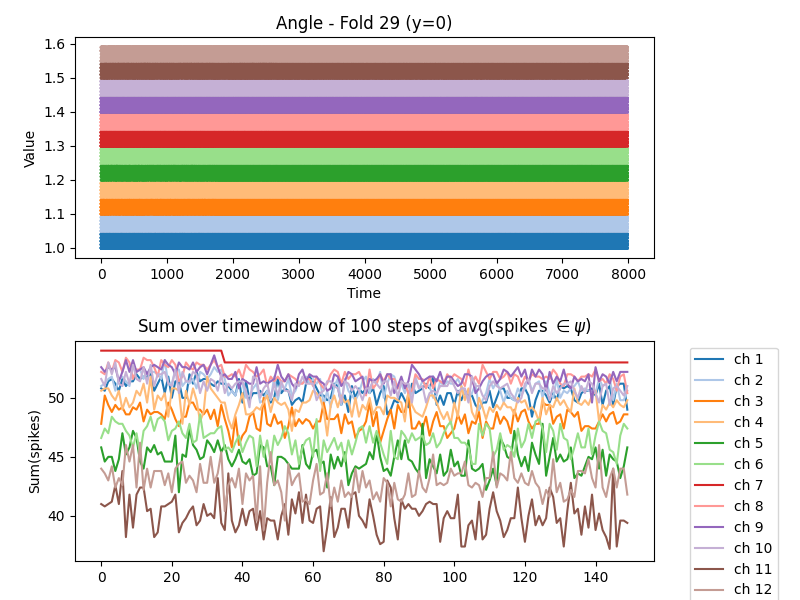 Angle - Fold 29 (y=0)
1.6
1.5
1.4
1.3
1.2
1.1
1.0
Value
0 1000 2000 3000 4000 5000 6000 7000 8000
Time
Sum over timewindow of 100 steps of avg(spikes ∈ ψ)
50
45
40
Sum(spikes)
0 20 40 60 80 100 120 140
ch 1
ch 2
ch 3
ch 4
ch 5
ch 6
ch 7
ch 8
ch 9
ch 10
ch 11
ch 12